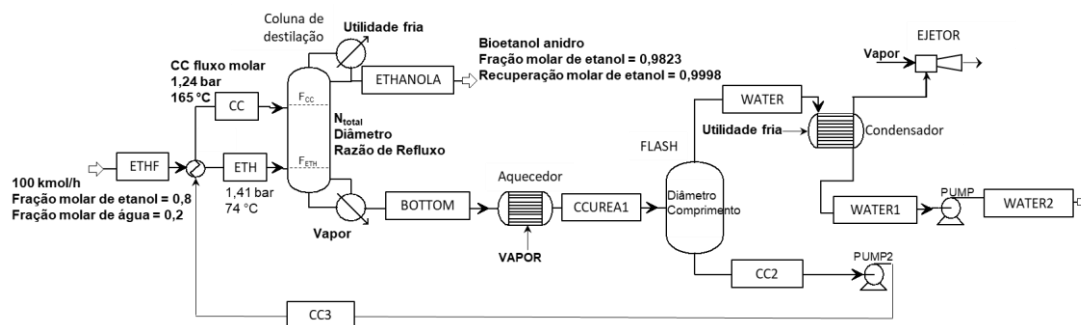 Coluna de
destilação
Utilidade fria
CC fluxo molar
1,24 bar
165 °C
CC
ETHANOLA
Bioetanol anidro
Fração molar de etanol = 0,9823
Recuperação molar de etanol = 0,9998
EJETOR
Vapor
WATER
Utilidade fria
Condensador
FCC
Ntotal
Diâmetro
Razão de Refluxo
FETH
ETHF
ETH
1,41 bar
74 °C
100 kmol/h
Fração molar de etanol = 0,8
Fração molar de água = 0,2
FLASH
Diâmetro
Comprimento
Aquecedor
BOTTOM
CCUREA1
Vapor
VAPOR
WATER1
PUMP
WATER2
CC2
PUMP2
CC3